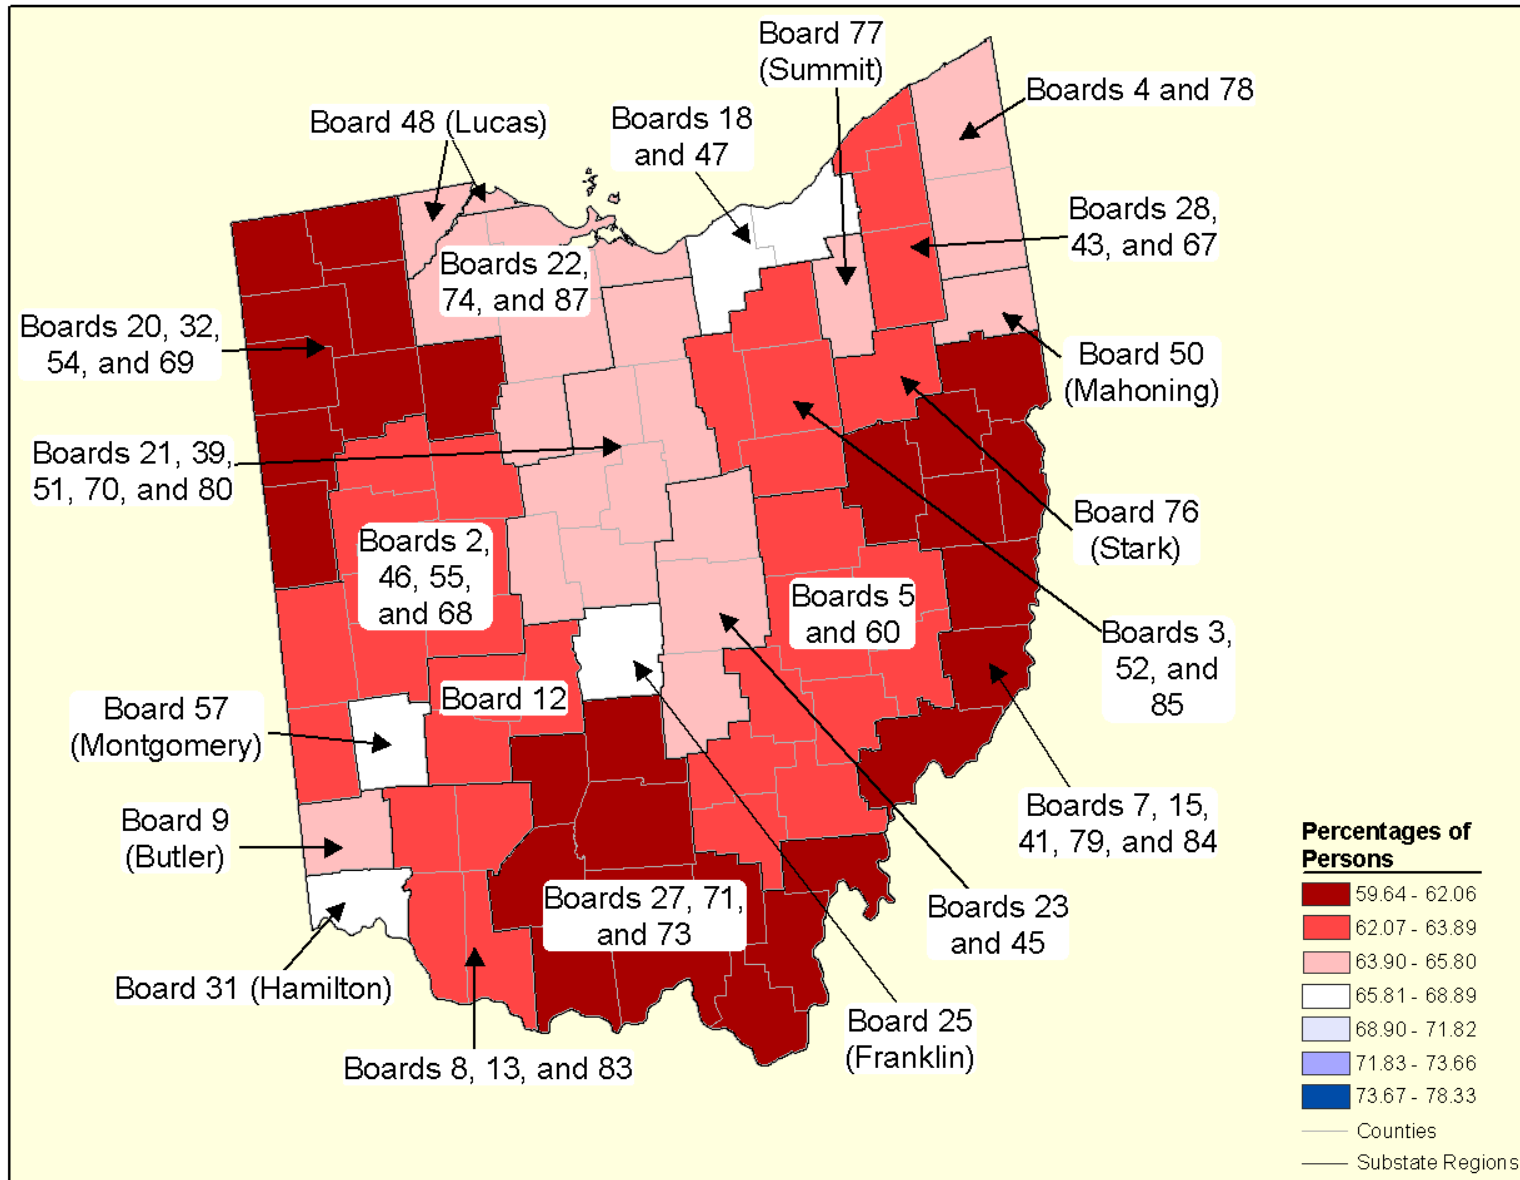 Board 77
(Summit)
Boards 4 and 78
Board 48 (Lucas)
Boards 18
and 47
Boards 28,
43, and 67
Boards 22,
74, and 87
Boards 20, 32,
54, and 69
Board 50
(Mahoning)
Boards 21, 39,
51, 70, and 80
Board 76
(Stark)
Boards 2,
46, 55,
and 68
Boards 5
and 60
Boards 3,
52, and
85
Board 12
Board 57
(Montgomery)
Boards 7, 15,
41, 79, and 84
Board 9
(Butler)
Boards 27, 71,
and 73
Boards 23
and 45
Board 31 (Hamilton)
Board 25
(Franklin)
Boards 8, 13, and 83
Percentages of
Persons
59.64 - 62.06
62.07 - 63.89
63.90 - 65.80
65.81 - 68.89
68.90 - 71.82
71.83 - 73.66
73.67 - 78.33
Counties
Substate Regions